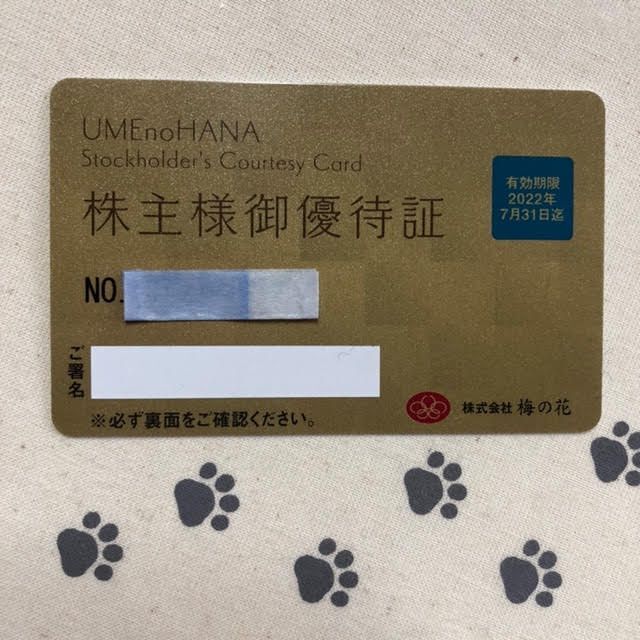 UMEnoHANA
Stockholder's Courtesy Card
株主様御優待証
有効期限
2022年
7月31日迄
NO.
ご署名
※必ず裏面をご確認ください。
株式会社 梅の花